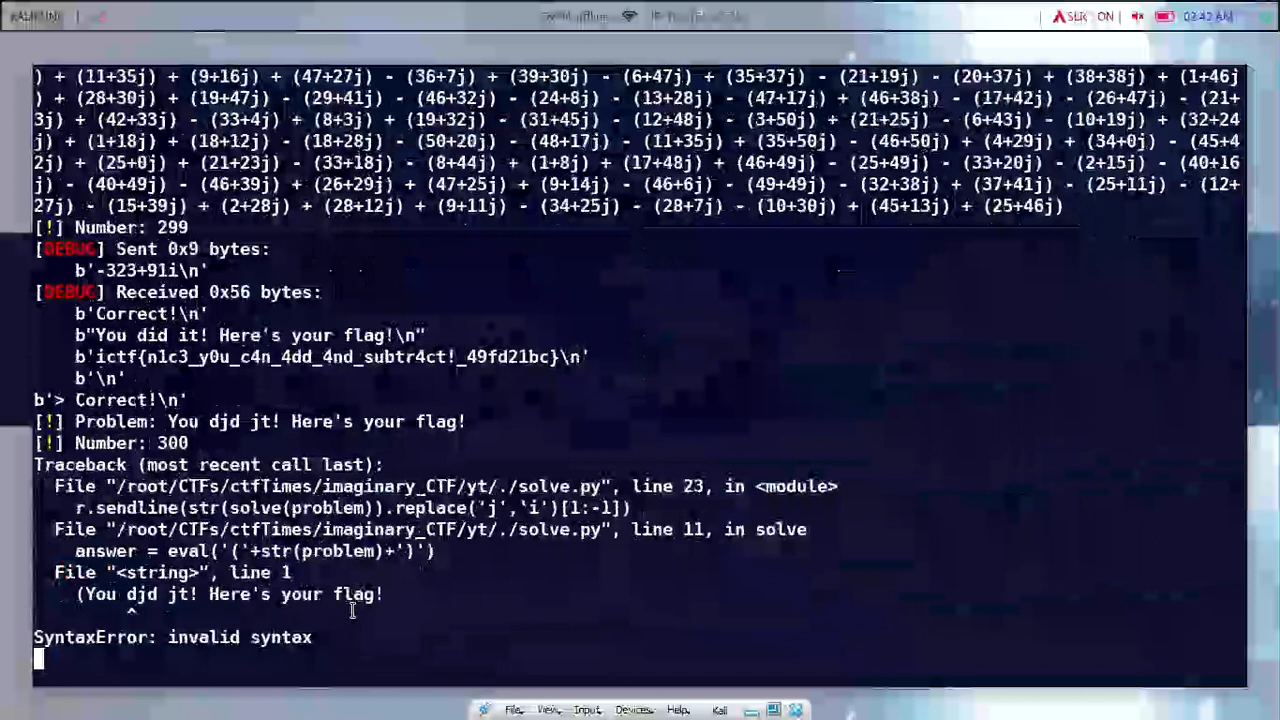 03:43 AM
) + (11+35j) + (9+16j) + (47+27j) - (36+7j) + (39+30j) - (6+47j) + (35+37j) - (21+19j) - (20+37j) + (38+38j) + (1+46j
) + (28+30j) + (19+47j) - (29+41j) - (46+32j) - (24+8j) - (13+28j) - (47+17j) + (46+38j) - (17+42j) - (26+47j) - (21+
3j) + (42+33j) - (33+4j) + (8+3j) + (19+32j) - (31+45j) - (12+48j) - (3+50j) + (21+25j) - (6+43j) - (10+19j) + (32+24
j) + (1+18j) + (18+12j) - (18+28j) - (50+20j) - (48+17j) - (11+35j) + (35+50j) - (46+50j) + (4+29j) + (34+0j) - (45+4
2j) + (25+0j) + (21+23j) - (33+18j) - (8+44j) + (1+8j) + (17+48j) + (46+49j) - (25+49j) - (33+20j) - (2+15j) - (40+16
j) - (40+49j) - (46+39j) + (26+29j) + (47+25j) + (9+14j) - (46+6j) - (49+49j) - (32+38j) + (37+41j) - (25+11j) - (12+
27j) - (15+39j) + (2+28j) + (28+12j) + (9+11j) - (34+25j) - (28+7j) - (10+30j) + (45+13j) + (25+46j)
[!] Number: 299
[DEBUG] Sent 0x9 bytes:
b'-323+91i\n'
[DEBUG] Received 0x56 bytes:
b'Correct!\n'
b"You did it! Here's your flag!\n"
b'ictf{n1c3_y0u_c4n_4dd_4nd_subtr4ct!_49fd21bc}\n'
b'\n'
b'> Correct!\n'
[!] Problem: You djd jt! Here's your flag!
[!] Number: 300
Traceback (most recent call last):
File "/root/CTFs/ctfTimes/imaginary_CTF/yt/./solve.py", line 23, in <module>
r.sendline(str(solve(problem)).replace('j','i')[1:-1])
File "/root/CTFs/ctfTimes/imaginary_CTF/yt/./solve.py", line 11, in solve
answer = eval('('+str(problem)+')')
File "<string>", line 1
(You djd jt! Here's your flag!
^
SyntaxError: invalid syntax
File View Input Devices Help Kali